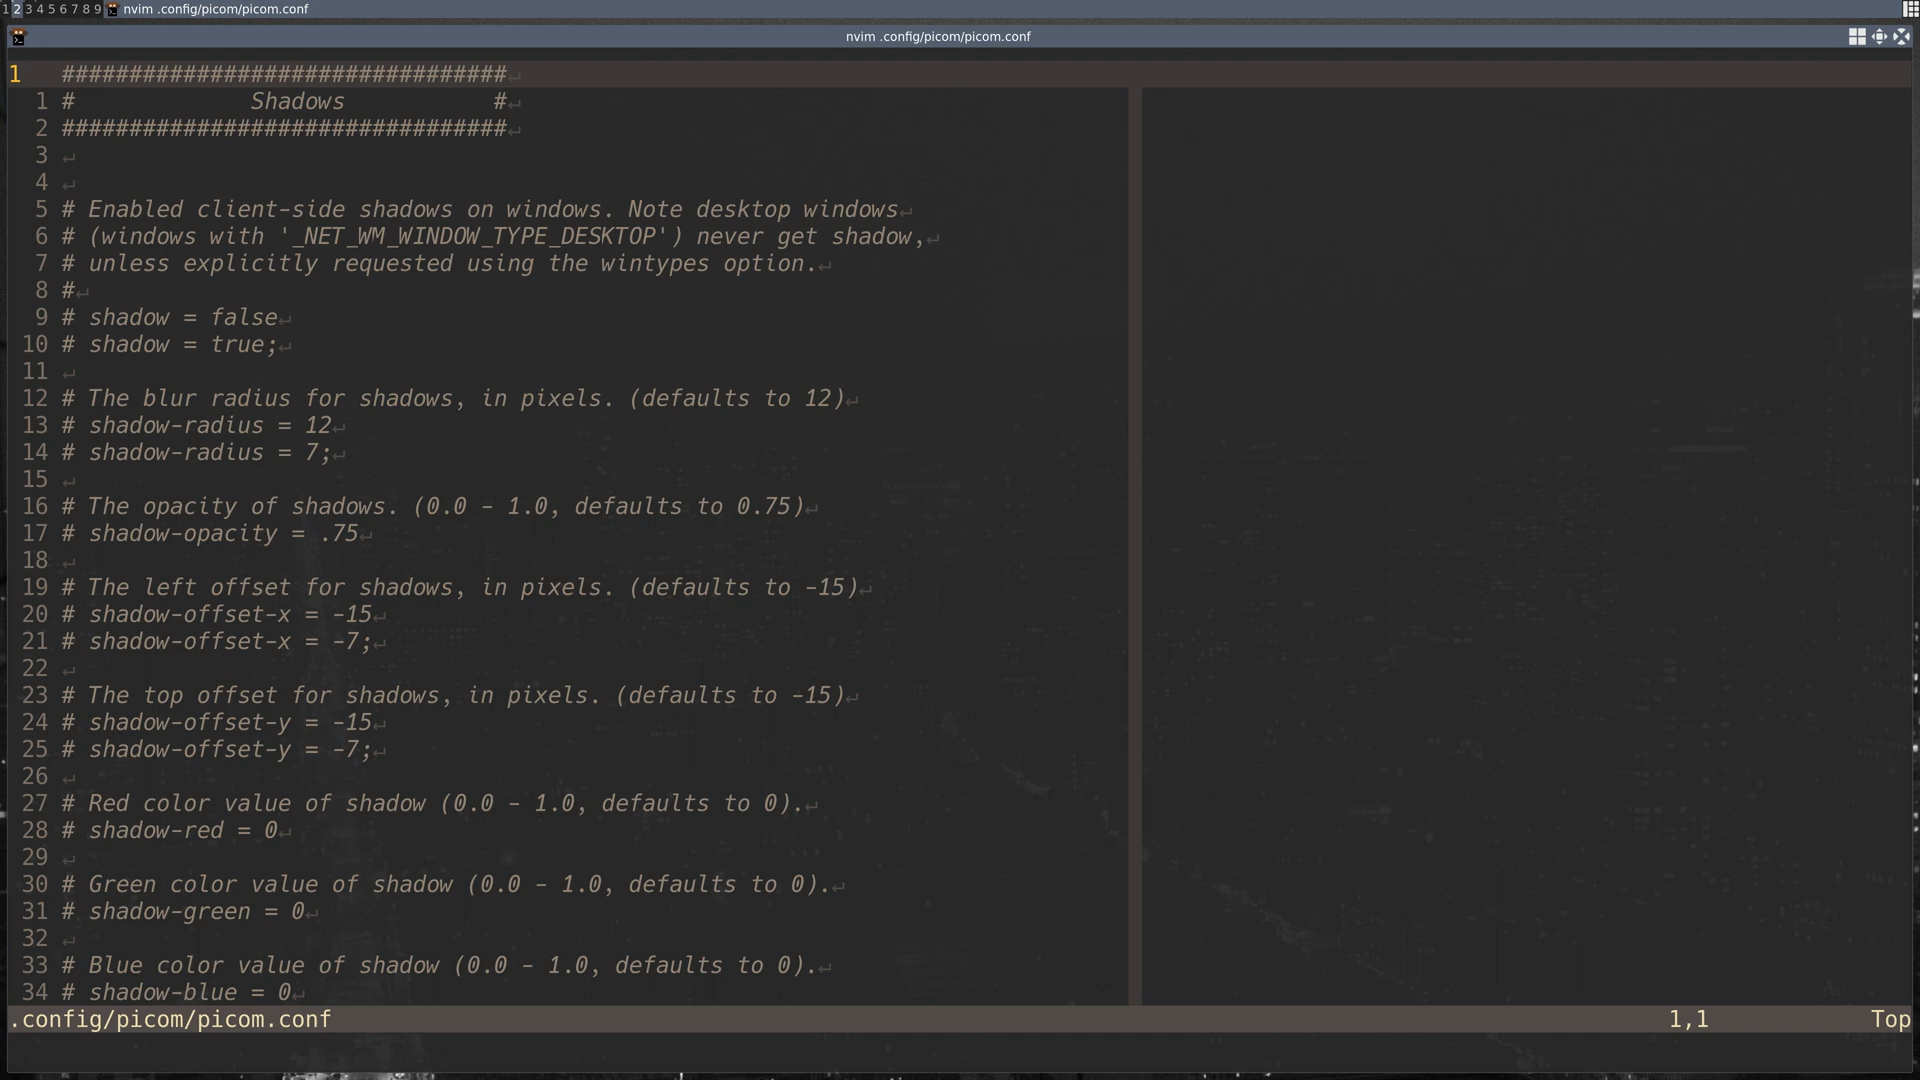 1 2 3 4 5 6 7 8 9 nvim .config/picom/picom.conf
nvim .config/picom/picom.conf
1 #################################↵
1 # Shadows #↵
2 #################################↵
3 ↵
4 ↵
5 # Enabled client-side shadows on windows. Note desktop windows↵
6 # (windows with '_NET_WM_WINDOW_TYPE_DESKTOP') never get shadow,↵
7 # unless explicitly requested using the wintypes option.↵
8 #↵
9 # shadow = false↵
10 # shadow = true;↵
11 ↵
12 # The blur radius for shadows, in pixels. (defaults to 12)↵
13 # shadow-radius = 12↵
14 # shadow-radius = 7;↵
15 ↵
16 # The opacity of shadows. (0.0 - 1.0, defaults to 0.75)↵
17 # shadow-opacity = .75↵
18 ↵
19 # The left offset for shadows, in pixels. (defaults to -15)↵
20 # shadow-offset-x = -15↵
21 # shadow-offset-x = -7;↵
22 ↵
23 # The top offset for shadows, in pixels. (defaults to -15)↵
24 # shadow-offset-y = -15↵
25 # shadow-offset-y = -7;↵
26 ↵
27 # Red color value of shadow (0.0 - 1.0, defaults to 0).↵
28 # shadow-red = 0↵
29 ↵
30 # Green color value of shadow (0.0 - 1.0, defaults to 0).↵
31 # shadow-green = 0↵
32 ↵
33 # Blue color value of shadow (0.0 - 1.0, defaults to 0).↵
34 # shadow-blue = 0↵
.config/picom/picom.conf 1,1 Top